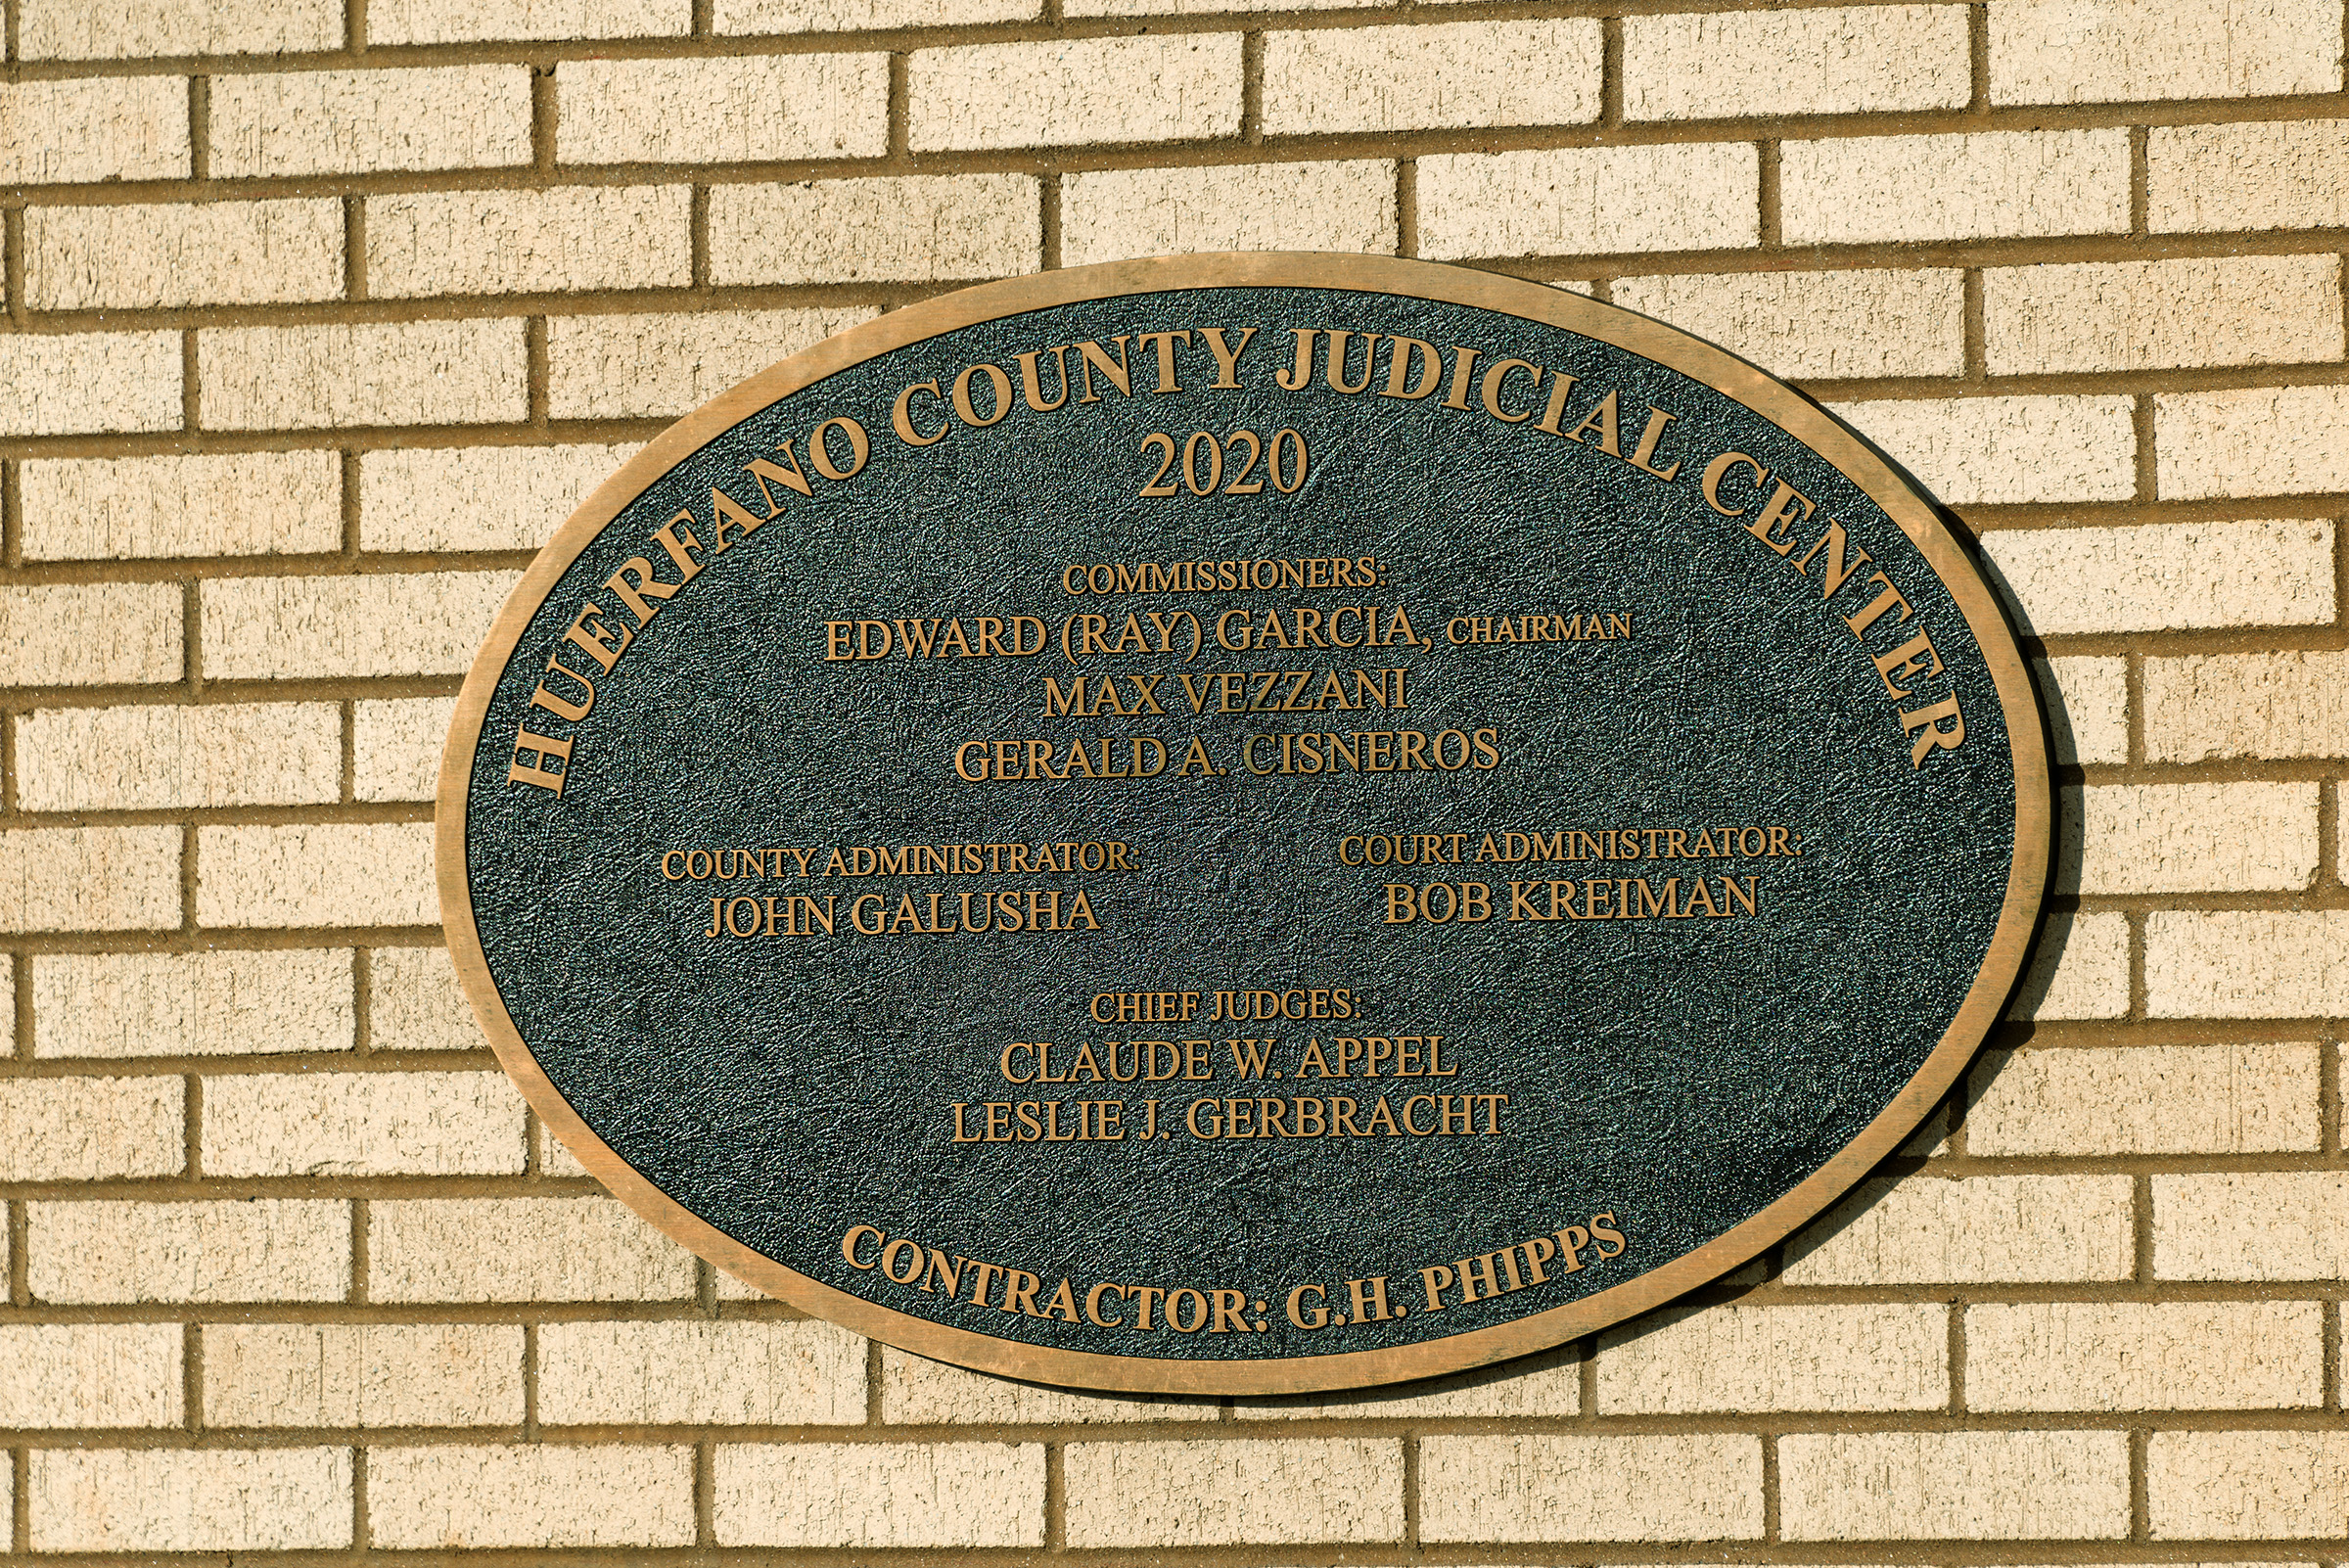 HUERFANO COUNTY JUDICIAL CENTER
2020
COMMISSIONERS:
EDWARD (RAY) GARCIA, CHAIRMAN
MAX VEZZANI
GERALD A. CISNEROS
COUNTY ADMINISTRATOR:
JOHN GALUSHA
COURT ADMINISTRATOR:
BOB KREIMAN
CHIEF JUDGES:
CLAUDE W. APPEL
LESLIE J. GERBRACHT
CONTRACTOR: G.H. PHIPPS